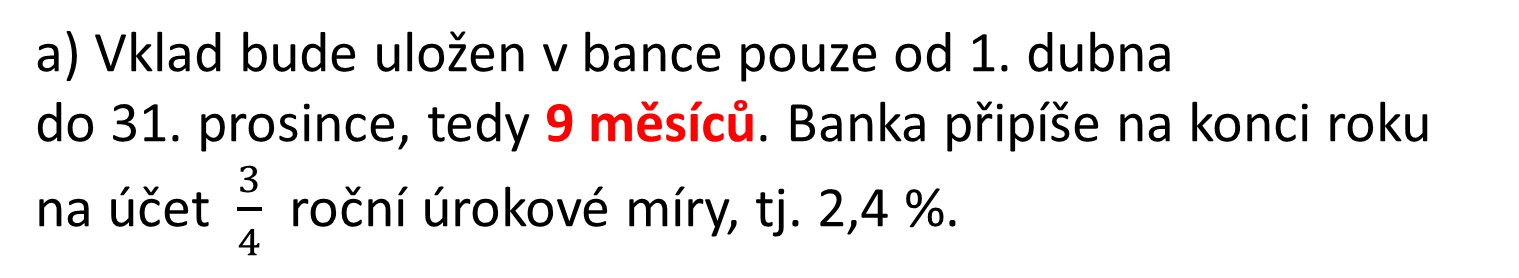 a) Vklad bude uložen v bance pouze od 1. dubna
do 31. prosince, tedy 9 měsíců. Banka připíše na konci roku
na účet 3/4 roční úrokové míry, tj. 2,4 %.